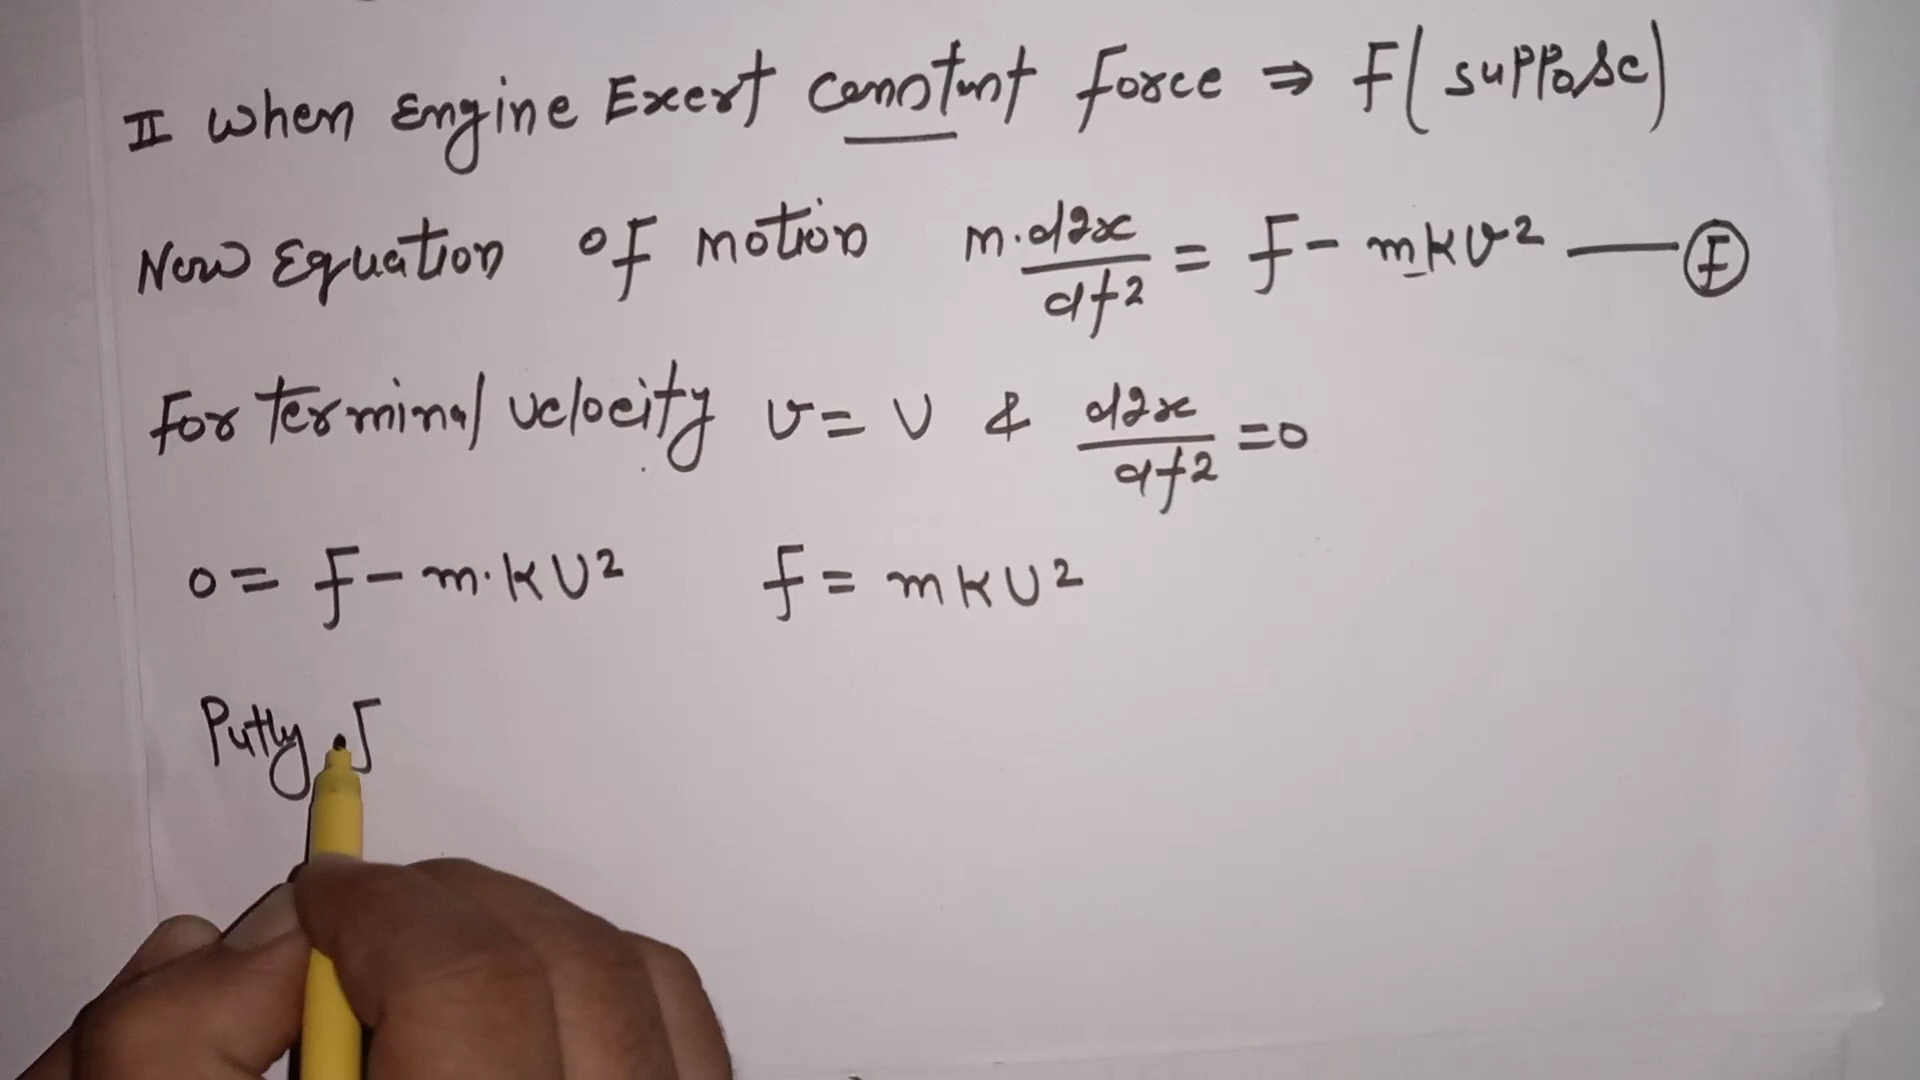 II when Engine Exert constant force ⇒ F (suppose)
Now Equation of motion m. d2x/dt2 = F - mkv² — (I)
For terminal velocity v = V & d2x/dt2 = 0
0 = F - m.kV² F = mkV²